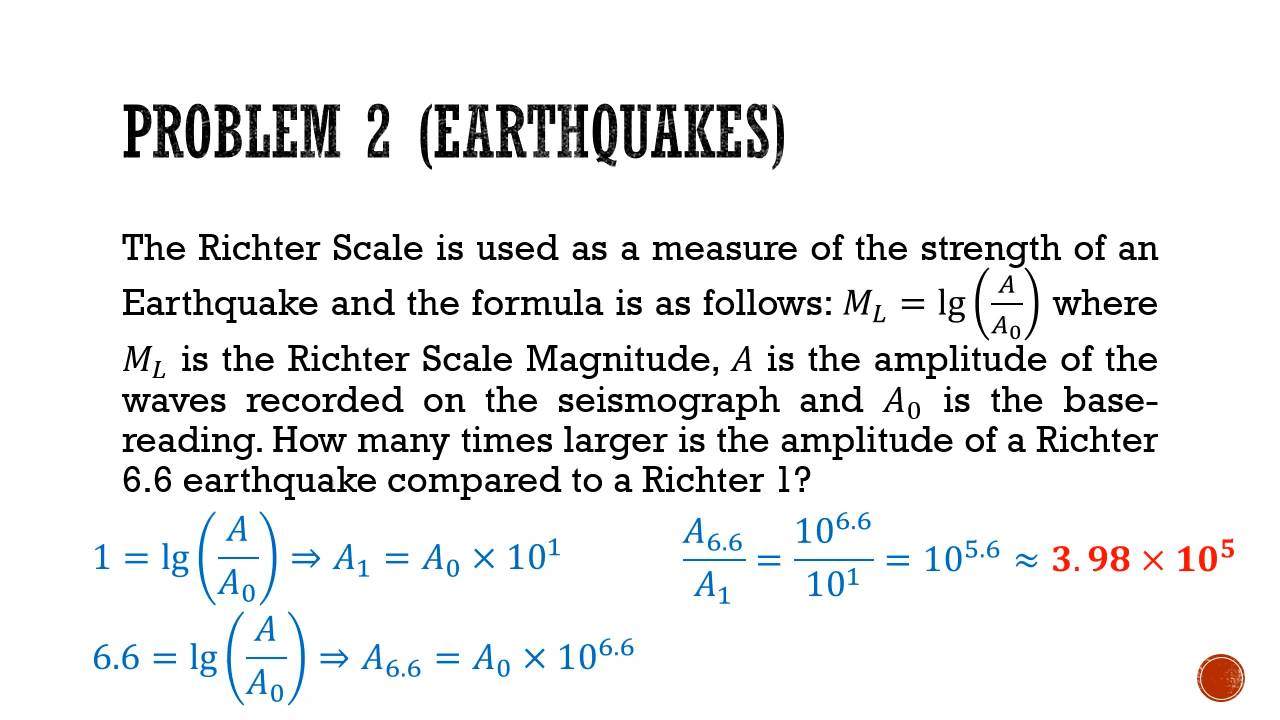 PROBLEM 2 (EARTHQUAKES)
The Richter Scale is used as a measure of the strength of an
Earthquake and the formula is as follows: M_L = lg(A/A_0) where
M_L is the Richter Scale Magnitude, A is the amplitude of the
waves recorded on the seismograph and A_0 is the base-
reading. How many times larger is the amplitude of a Richter
6.6 earthquake compared to a Richter 1?
1 = lg(A/A_0) ⇒ A_1 = A_0 × 10^1
6.6 = lg(A/A_0) ⇒ A_6.6 = A_0 × 10^6.6
A_6.6/A_1 = 10^6.6/10^1 = 10^5.6 ≈ 3.98 × 10^5